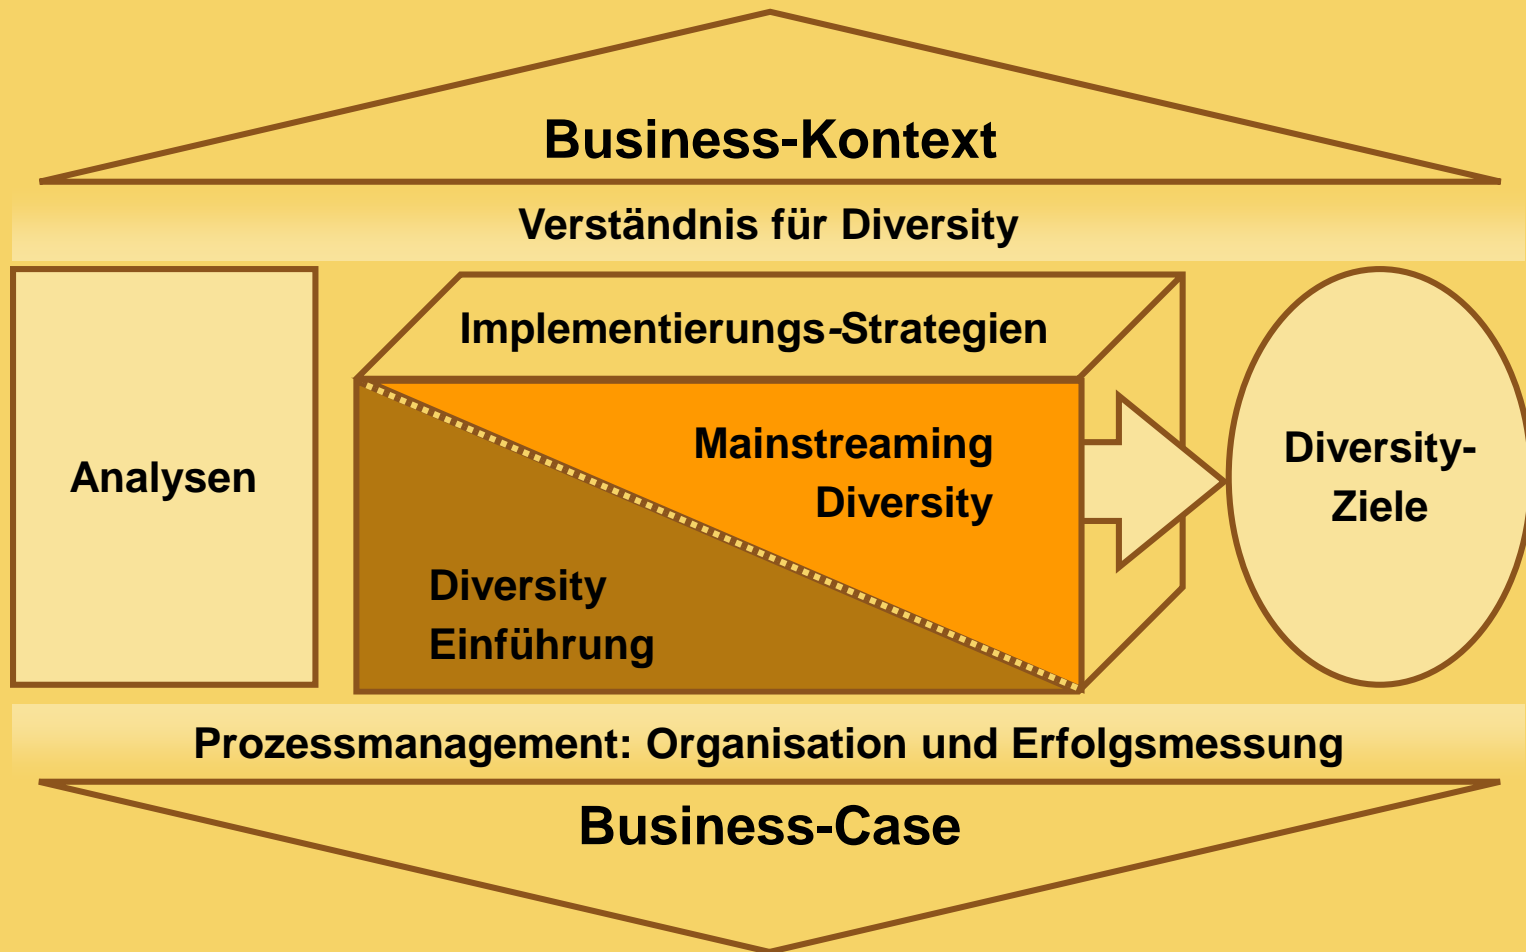 Business-Kontext
Verständnis für Diversity
Implementierungs-Strategien
Analysen
Mainstreaming
Diversity
Diversity
Einführung
Diversity-
Ziele
Prozessmanagement: Organisation und Erfolgsmessung
Business-Case